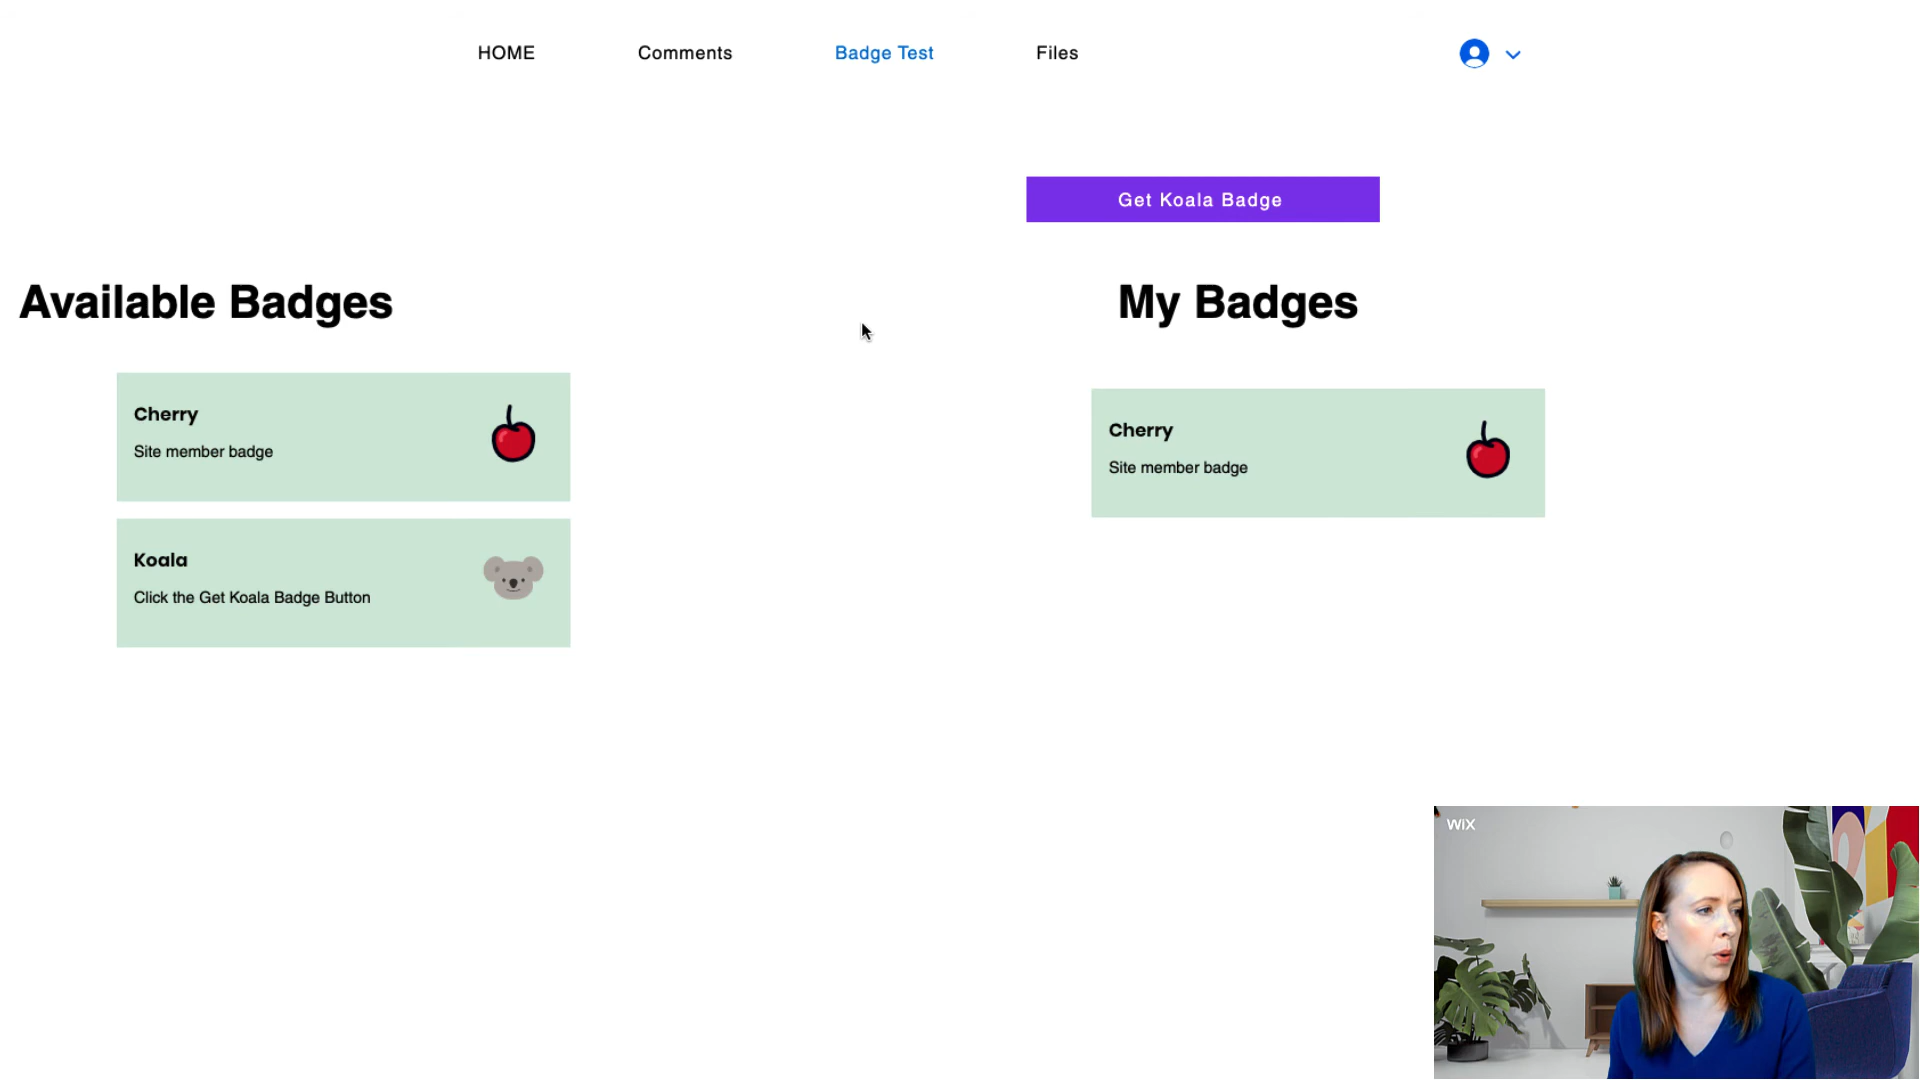 HOME
Comments
Badge Test
Files
Get Koala Badge
Available Badges
My Badges
Cherry
Site member badge
Koala
Click the Get Koala Badge Button
Cherry
Site member badge
WiX